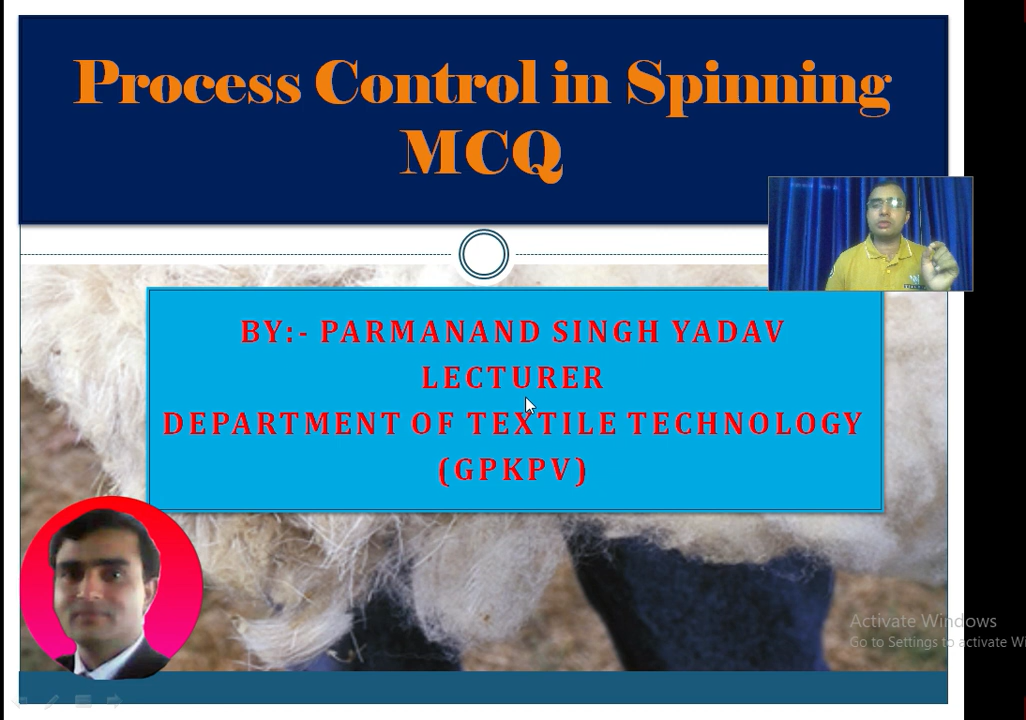 Process Control in Spinning
MCQ
BY:- PARMANAND SINGH YADAV
LECTURER
DEPARTMENT OF TEXTILE TECHNOLOGY
(GPKPV)
Activate Windows
Go to Settings to activate Wi